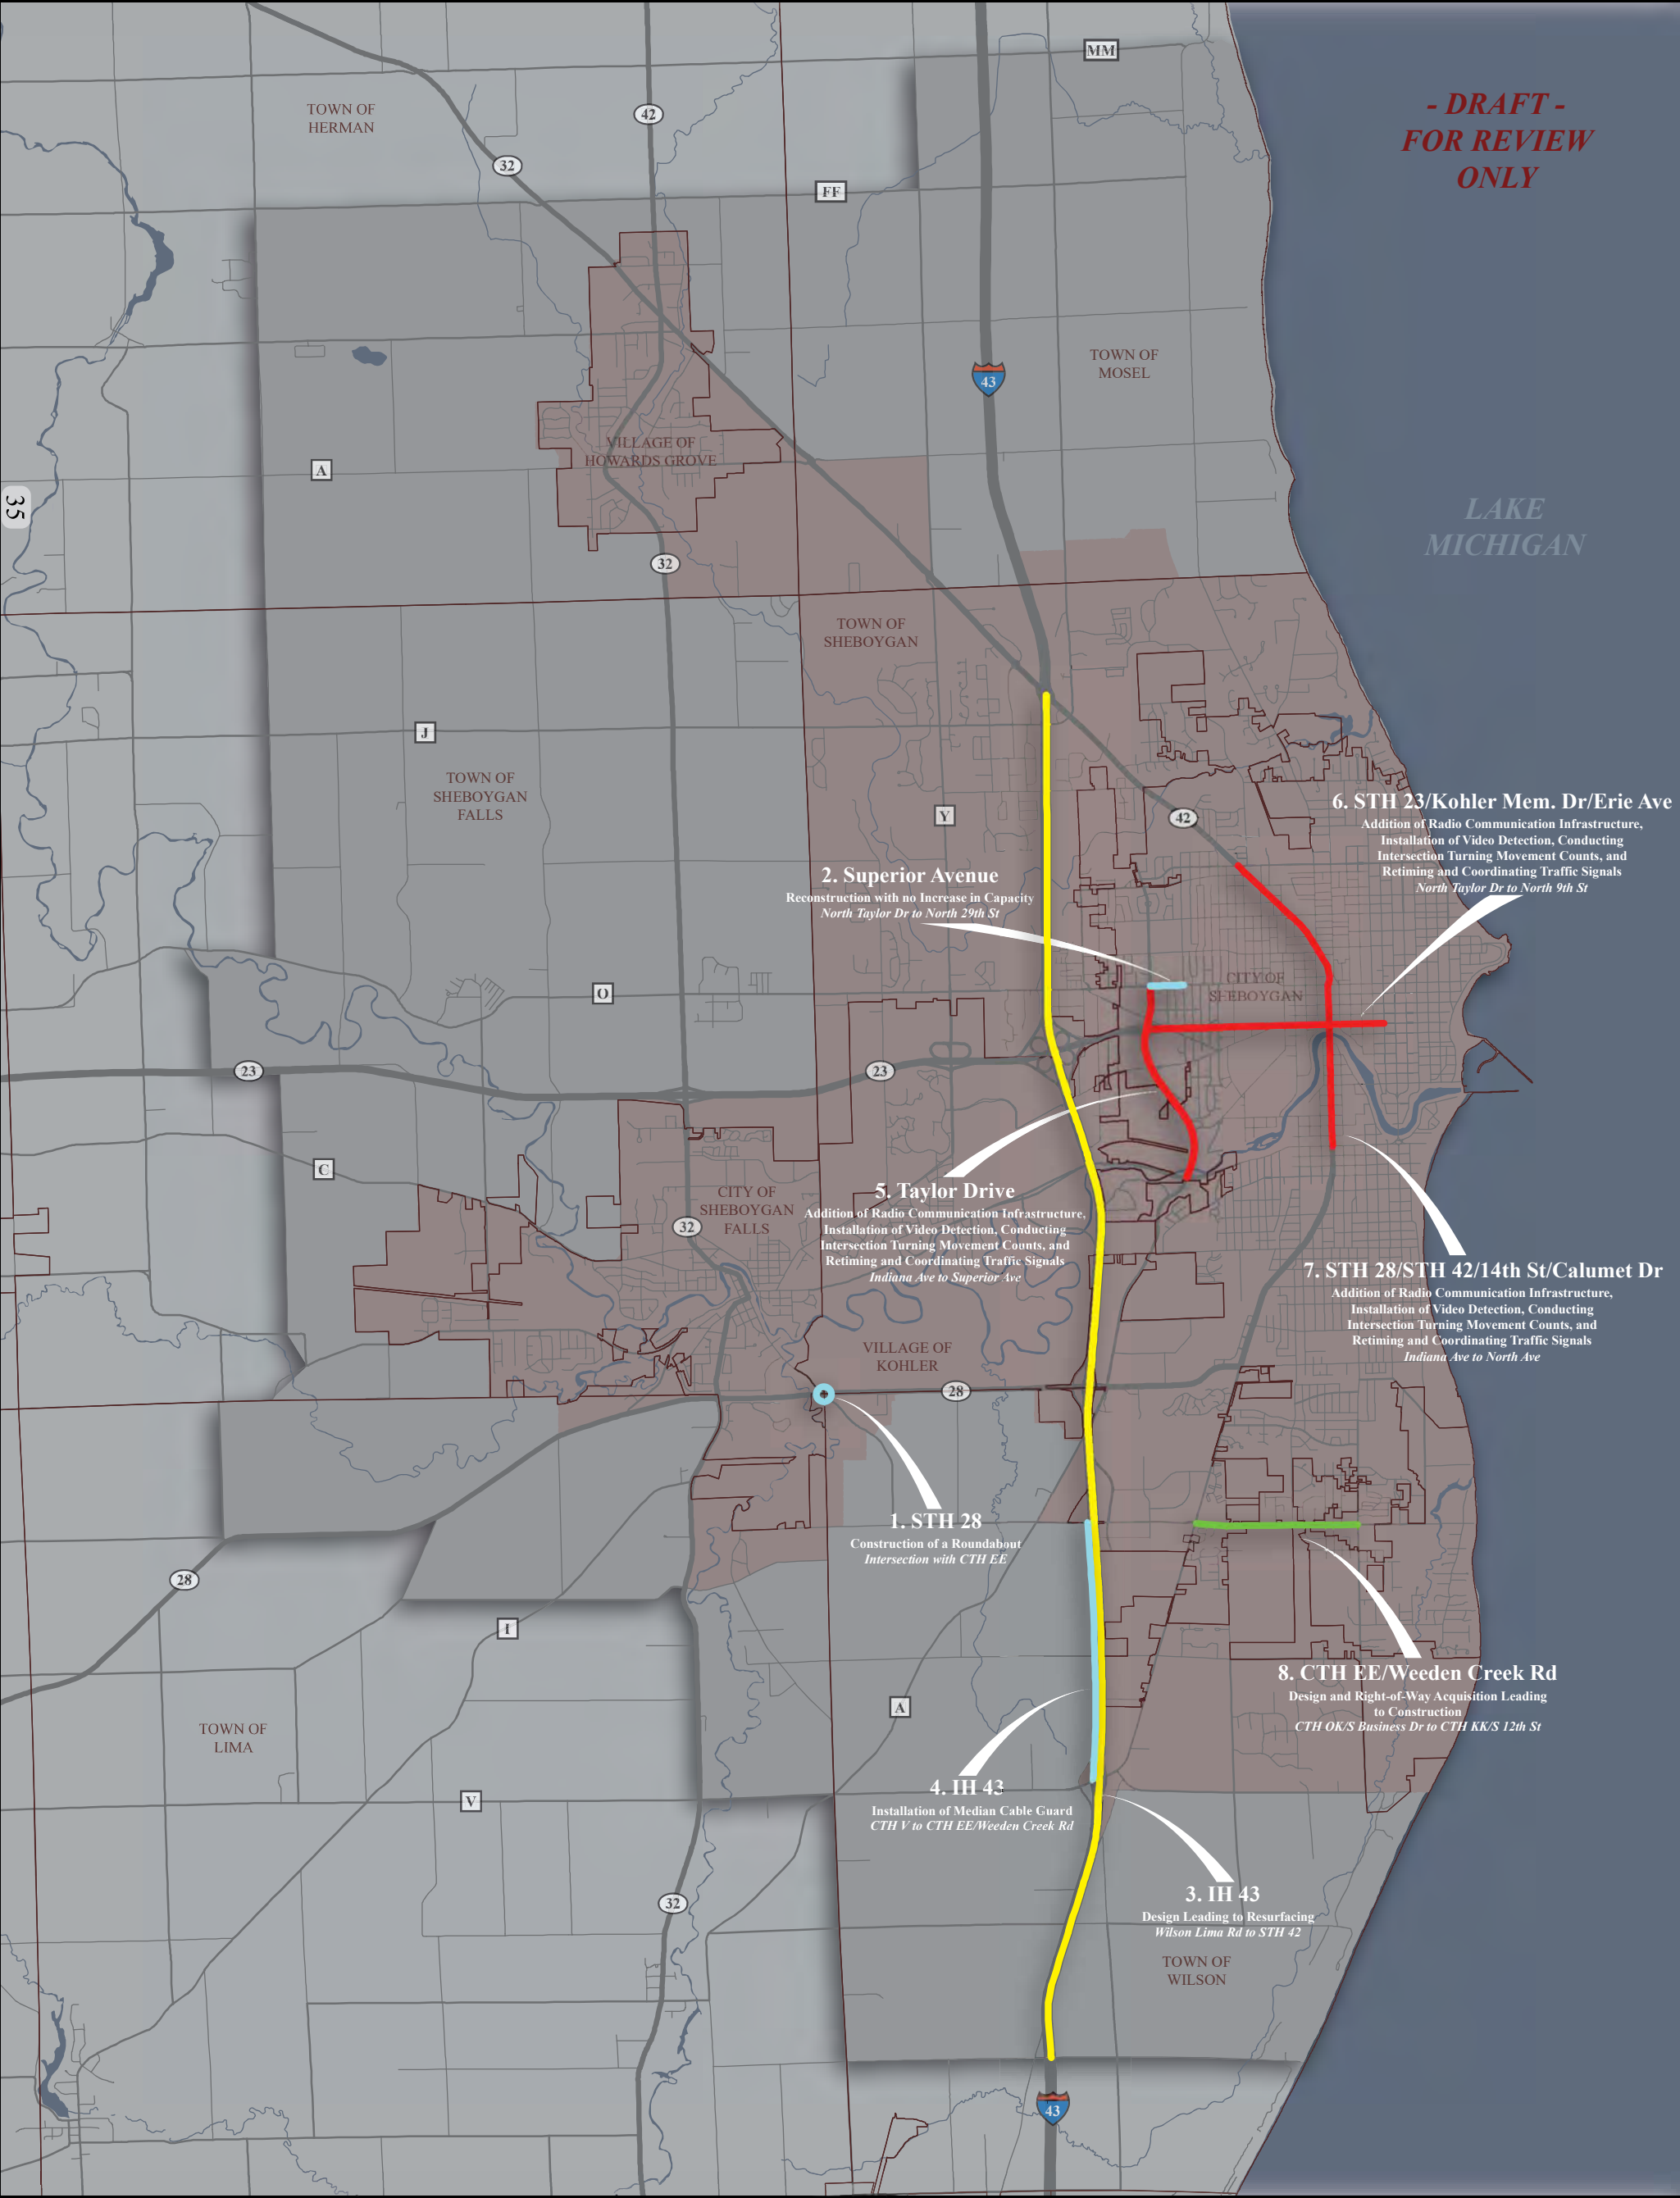 MM
- DRAFT -
FOR REVIEW
ONLY
TOWN OF
HERMAN
42
32
FF
TOWN OF
MOSEL
43
VILLAGE OF
HOWARDS GROVE
A
35
LAKE
MICHIGAN
32
TOWN OF
SHEBOYGAN
J
TOWN OF
SHEBOYGAN
FALLS
Y
42
6. STH 23/Kohler Mem. Dr/Erie Ave
Addition of Radio Communication Infrastructure,
Installation of Video Detection, Conducting
Intersection Turning Movement Counts, and
Retiming and Coordinating Traffic Signals
North Taylor Dr to North 9th St
2. Superior Avenue
Reconstruction with no Increase in Capacity
North Taylor Dr to North 29th St
CITY OF
SHEBOYGAN
O
23
23
C
5. Taylor Drive
Addition of Radio Communication Infrastructure,
Installation of Video Detection, Conducting
Intersection Turning Movement Counts, and
Retiming and Coordinating Traffic Signals
Indiana Ave to Superior Ave
CITY OF
SHEBOYGAN
FALLS
32
7. STH 28/STH 42/14th St/Calumet Dr
Addition of Radio Communication Infrastructure,
Installation of Video Detection, Conducting
Intersection Turning Movement Counts, and
Retiming and Coordinating Traffic Signals
Indiana Ave to North Ave
VILLAGE OF
KOHLER
28
1. STH 28
Construction of a Roundabout
Intersection with CTH EE
28
I
8. CTH EE/Weeden Creek Rd
Design and Right-of-Way Acquisition Leading
to Construction
CTH OK/S Business Dr to CTH KK/S 12th St
A
TOWN OF
LIMA
4. IH 43
Installation of Median Cable Guard
CTH V to CTH EE/Weeden Creek Rd
V
3. IH 43
Design Leading to Resurfacing
Wilson Lima Rd to STH 42
32
TOWN OF
WILSON
43